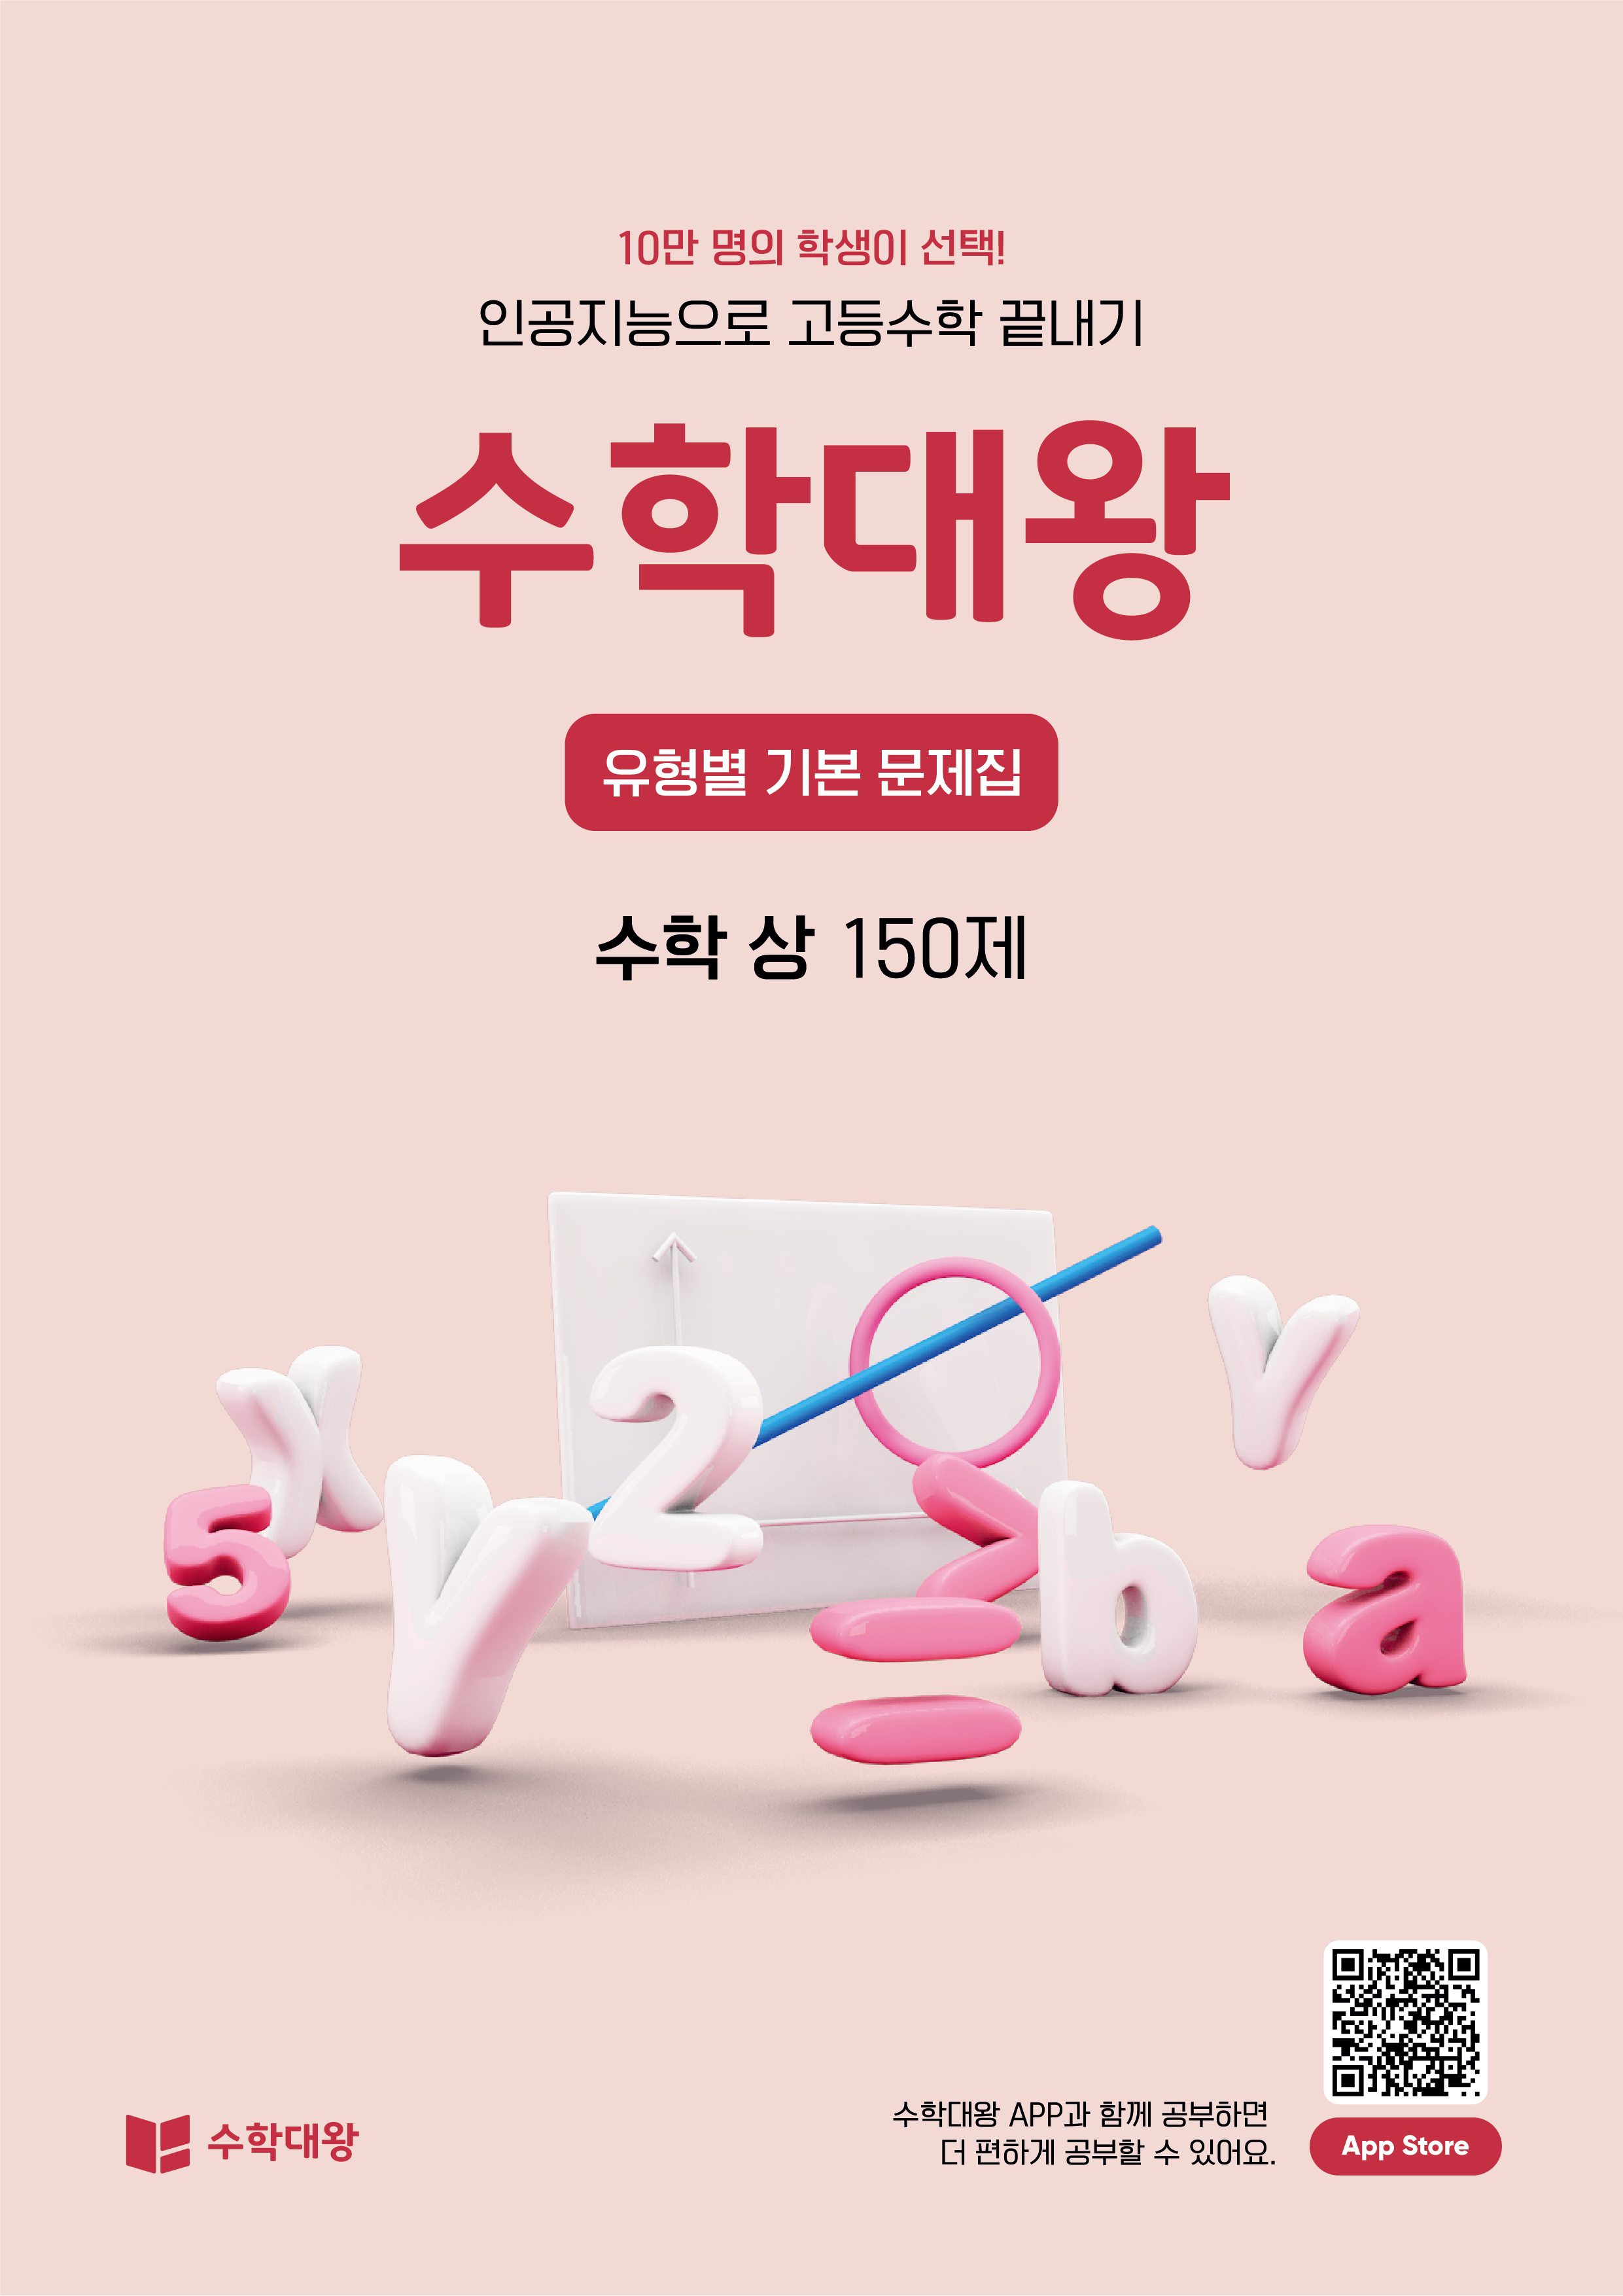 10만 명의 학생이 선택!
인공지능으로 고등수학 끝내기
수학대왕
유형별 기본 문제집
수학 상 150제
x
y
2
5
y
b
a
y
수학대왕
수학대왕 APP과 함께 공부하면
더 편하게 공부할 수 있어요.
App Store